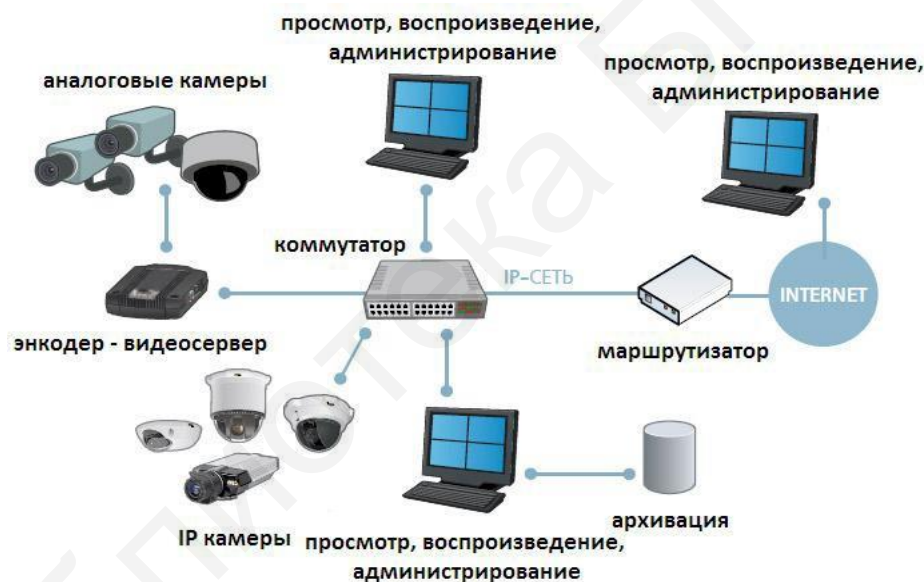 просмотр, воспроизведение,
администрирование
просмотр, воспроизведение,
администрирование
аналоговые камеры
коммутатор
IP-СЕТЬ
INTERNET
энкодер - видеосервер
маршрутизатор
IP камеры
просмотр, воспроизведение,
администрирование
архивация
блиотека Б